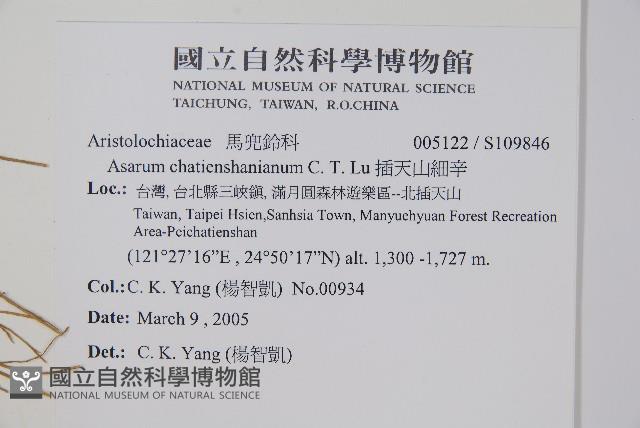 國立自然科學博物館
NATIONAL MUSEUM OF NATURAL SCIENCE
TAICHUNG, TAIWAN, R.O.CHINA
Aristolochiaceae 馬兜鈴科 005122 / S109846
Asarum chatienshanianum C. T. Lu 插天山細辛
Loc.: 台灣, 台北縣三峽鎮, 滿月圓森林遊樂區--北插天山
Taiwan, Taipei Hsien,Sanhsia Town, Manyuchyuan Forest Recreation
Area-Pcichatienshan
(121°27'16”E , 24°50'17”N) alt. 1,300 -1,727 m.
Col.:C. K. Yang (楊智凱) No.00934
Date: March 9 , 2005
Det.: C. K. Yang (楊智凱)
國立自然科學博物館
NATIONAL MUSEUM OF NATURAL SCIENCE